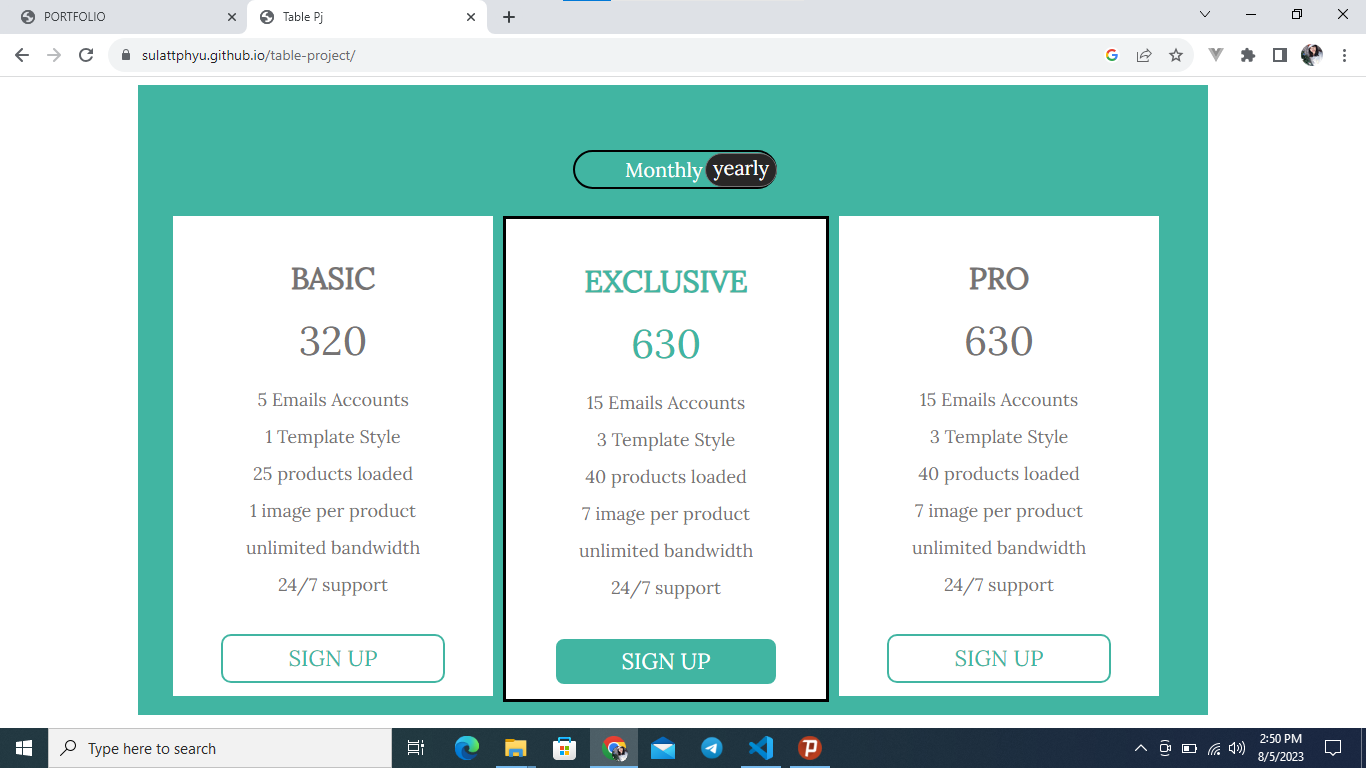 PORTFOLIO
Table Pj
sulattphyu.github.io/table-project/
Monthly yearly
BASIC
320
5 Emails Accounts
1 Template Style
25 products loaded
1 image per product
unlimited bandwidth
24/7 support
SIGN UP
EXCLUSIVE
630
15 Emails Accounts
3 Template Style
40 products loaded
7 image per product
unlimited bandwidth
24/7 support
SIGN UP
PRO
630
15 Emails Accounts
3 Template Style
40 products loaded
7 image per product
unlimited bandwidth
24/7 support
SIGN UP
Type here to search
2:50 PM
8/5/2023